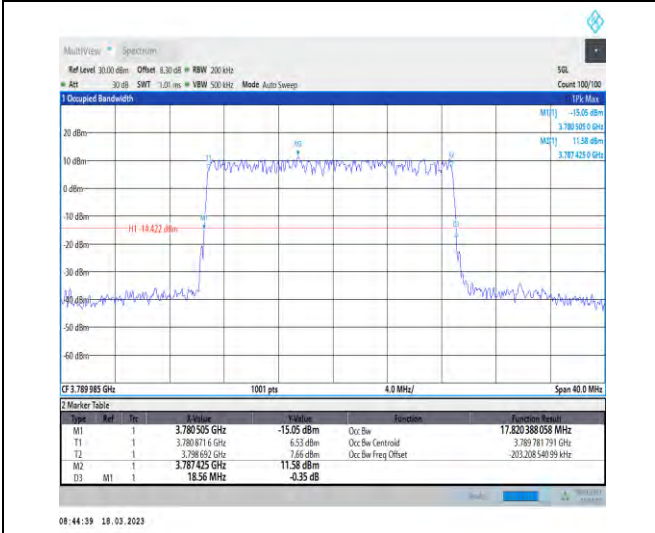 MultiView Spectrum
Ref Level 30.00 dBm Offset 8.30 dB RBW 200 kHz SGL
Att 30 dB SWT 1.01 ms VBW 500 kHz Mode Auto Sweep Count 100/100
1 Occupied Bandwidth 1Pk Max
M1[1] -15.05 dBm
3.780 505 0 GHz
M2[1] 11.58 dBm
3.787 425 0 GHz
20 dBm
M2
10 dBm
T1
0 dBm
-10 dBm
M1
H1 -14.422 dBm
D3
-20 dBm
-30 dBm
-40 dBm
-50 dBm
-60 dBm
CF 3.789 985 GHz 1001 pts 4.0 MHz/ Span 40.0 MHz
2 Marker Table
Type Ref Trc X-Value Y-Value Function Function Result
M1 1 3.780 505 GHz -15.05 dBm Occ Bw 17.820 388 058 MHz
T1 1 3.780 871 6 GHz 6.53 dBm Occ Bw Centroid 3.789 781 791 GHz
T2 1 3.798 692 GHz 7.66 dBm Occ Bw Freq Offset -203.208 540 99 kHz
M2 1 3.787 425 GHz 11.58 dBm
D3 M1 1 18.56 MHz -0.35 dB
08:44:39 18.03.2023